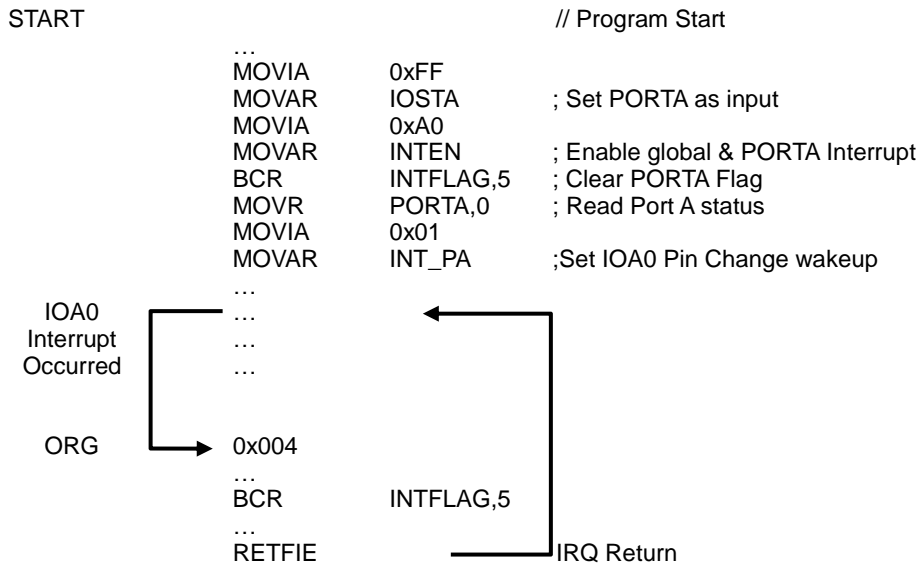 START // Program Start
…
MOVIA 0xFF
MOVAR IOSTA ; Set PORTA as input
MOVIA 0xA0
MOVAR INTEN ; Enable global & PORTA Interrupt
BCR INTFLAG,5 ; Clear PORTA Flag
MOVR PORTA,0 ; Read Port A status
MOVIA 0x01
MOVAR INT_PA ;Set IOA0 Pin Change wakeup
…
IOA0 …
Interrupt …
Occurred …
ORG 0x004
…
BCR INTFLAG,5
…
RETFIE IRQ Return